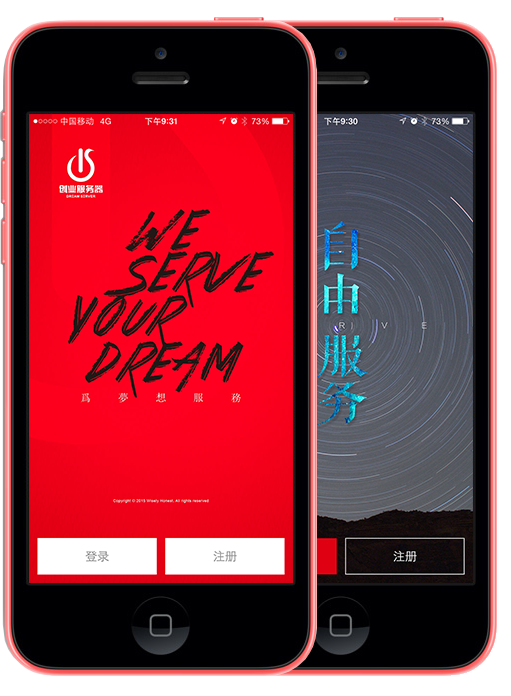 中国移动 4G 下午9:31 73%
创业服务器
DREAM SERVER
WE
SERVE
YOUR
DREAM
爲夢想服務
Copyright © 2015 Wisely Honest. All rights reserved
登录 注册
下午9:30 73%
自由服务
RIVE
注册